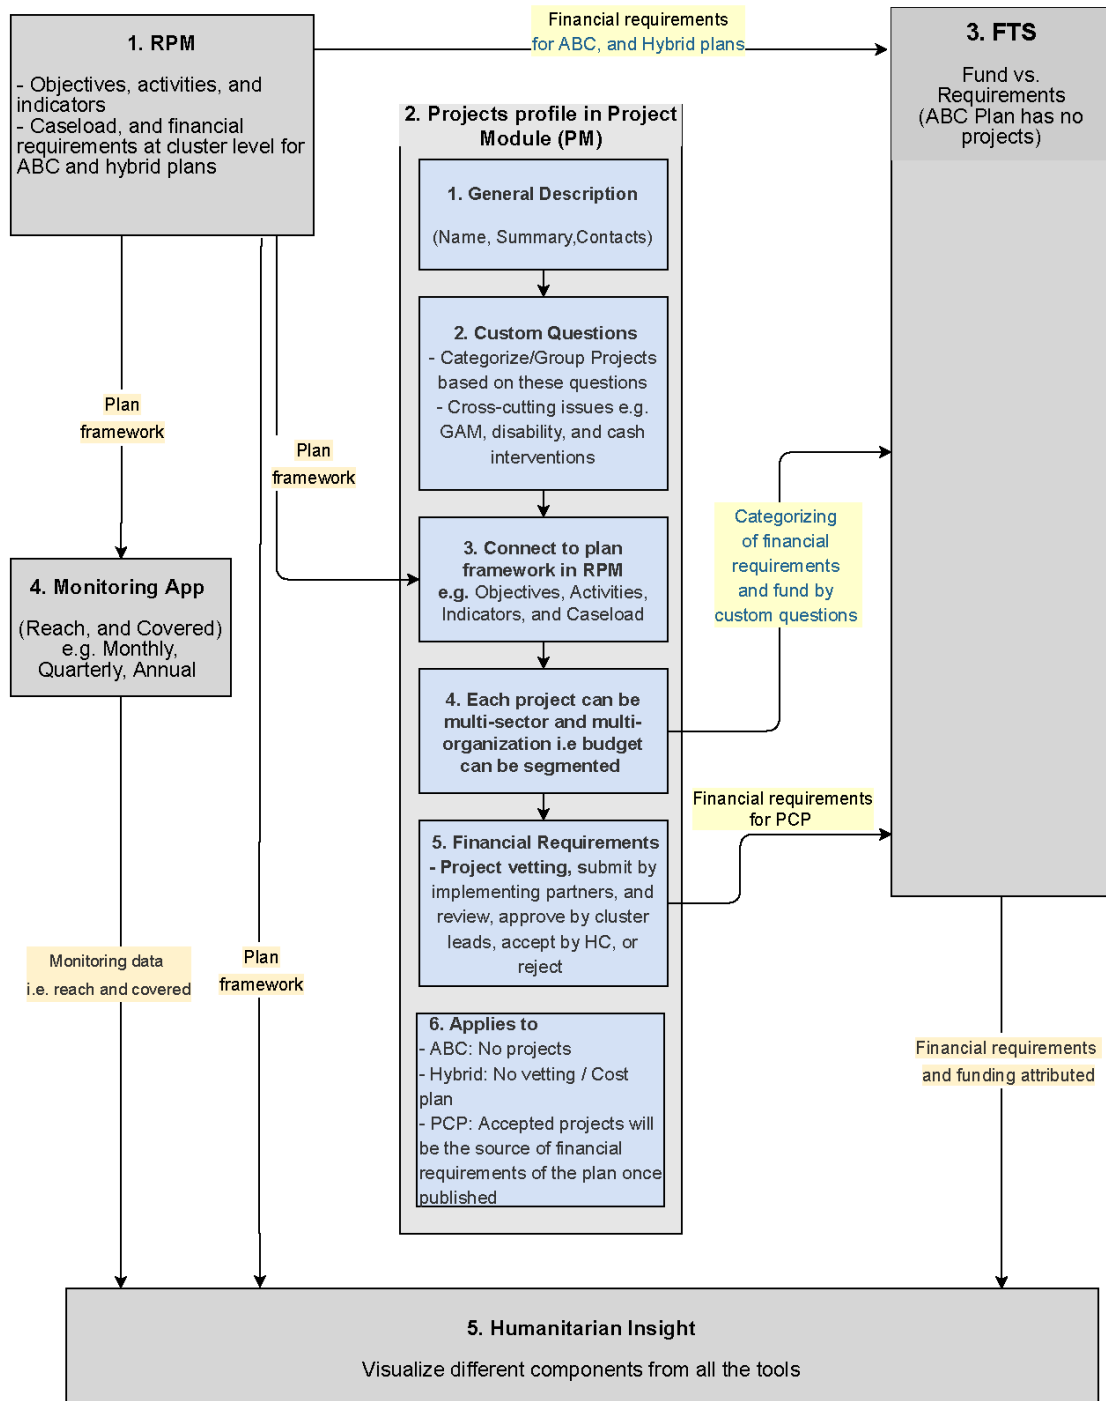 1. RPM
- Objectives, activities, and
indicators
- Caseload, and financial
requirements at cluster level for
ABC and hybrid plans
Financial requirements
for ABC, and Hybrid plans
3. FTS
Fund vs.
Requirements
(ABC Plan has no
projects)
2. Projects profile in Project
Module (PM)
1. General Description
(Name, Summary,Contacts)
2. Custom Questions
- Categorize/Group Projects
based on these questions
- Cross-cutting issues e.g.
GAM, disability, and cash
interventions
Plan
framework
Plan
framework
3. Connect to plan
framework in RPM
e.g. Objectives, Activities,
Indicators, and Caseload
Categorizing
of financial
requirements
and fund by
custom questions
4. Monitoring App
(Reach, and Covered)
e.g. Monthly,
Quarterly, Annual
4. Each project can be
multi-sector and multi-
organization i.e budget
can be segmented
Financial requirements
for PCP
5. Financial Requirements
- Project vetting, submit by
implementing partners, and
review, approve by cluster
leads, accept by HC, or
reject
Monitoring data
i.e. reach and covered
Plan
framework
6. Applies to
- ABC: No projects
- Hybrid: No vetting / Cost
plan
- PCP: Accepted projects will
be the source of financial
requirements of the plan once
published
Financial requirements
and funding attributed
5. Humanitarian Insight
Visualize different components from all the tools